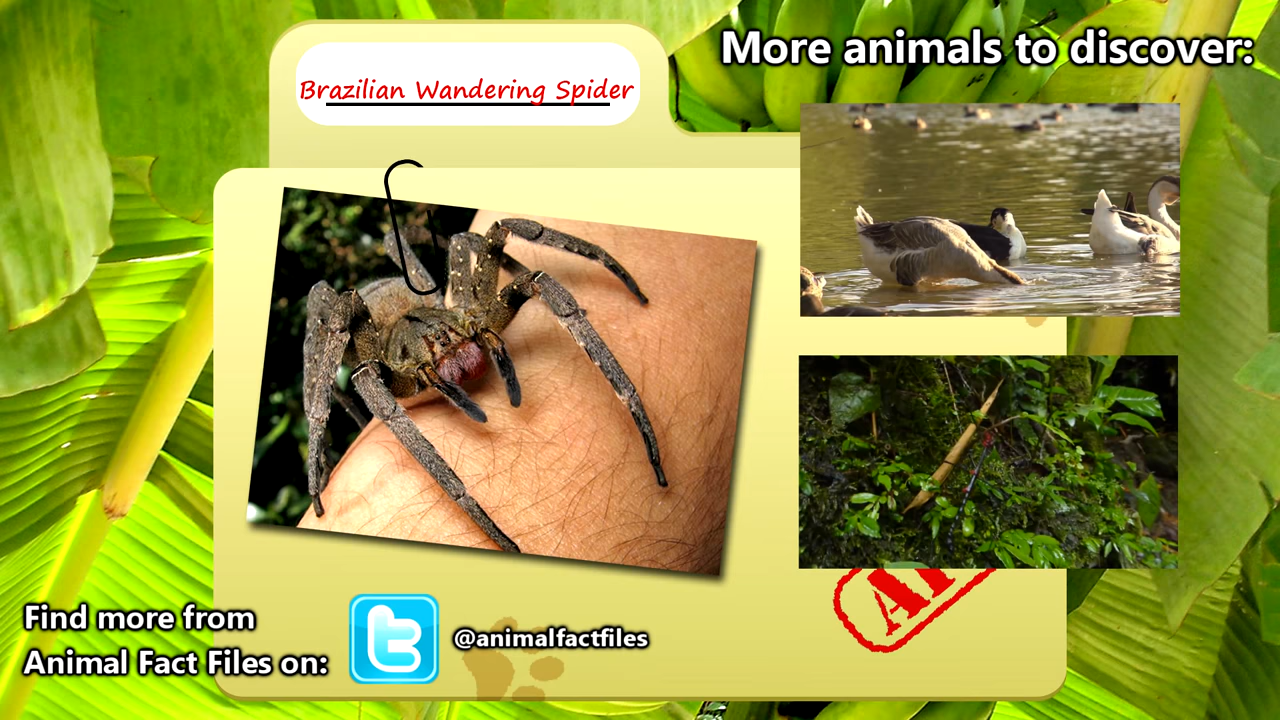 Brazilian Wandering Spider
More animals to discover:
Find more from
Animal Fact Files on:
@animalfactfiles